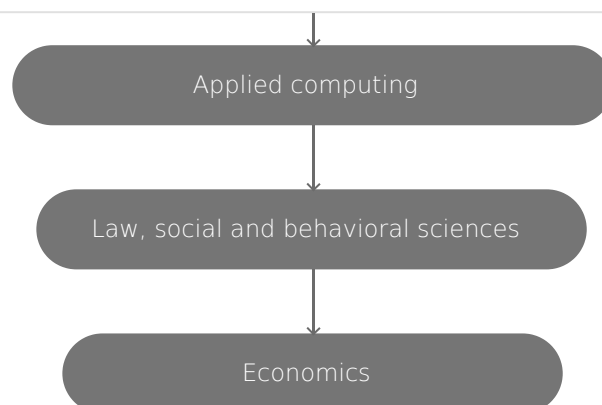 Applied computing
Law, social and behavioral sciences
Economics